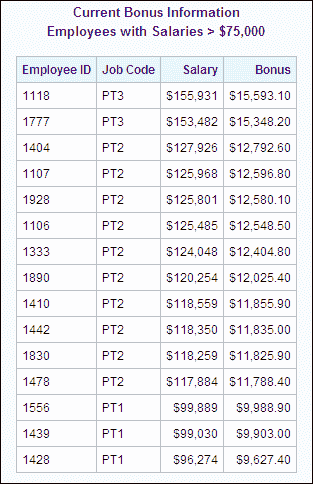 Current Bonus Information
Employees with Salaries > $75,000
Employee ID Job Code Salary Bonus
1118 PT3 $155,931 $15,593.10
1777 PT3 $153,482 $15,348.20
1404 PT2 $127,926 $12,792.60
1107 PT2 $125,968 $12,596.80
1928 PT2 $125,801 $12,580.10
1106 PT2 $125,485 $12,548.50
1333 PT2 $124,048 $12,404.80
1890 PT2 $120,254 $12,025.40
1410 PT2 $118,559 $11,855.90
1442 PT2 $118,350 $11,835.00
1830 PT2 $118,259 $11,825.90
1478 PT2 $117,884 $11,788.40
1556 PT1 $99,889 $9,988.90
1439 PT1 $99,030 $9,903.00
1428 PT1 $96,274 $9,627.40